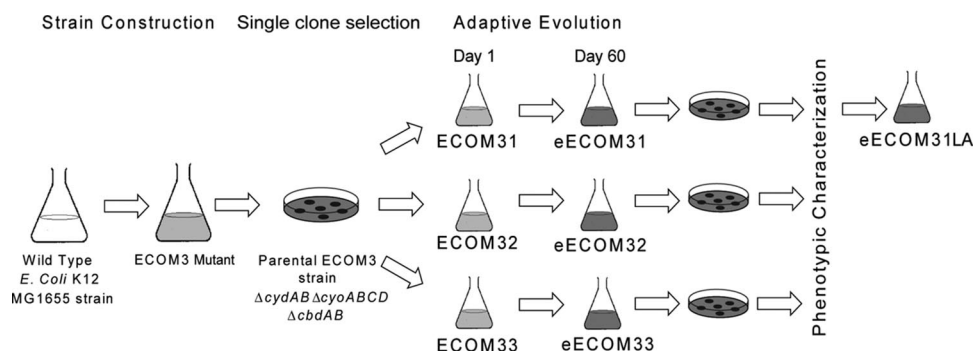 Strain Construction
Single clone selection
Adaptive Evolution
Day 1
Day 60
ECOM31
eECOM31
eECOM31LA
Wild Type
E. Coli K12
MG1655 strain
ECOM3 Mutant
Parental ECOM3
strain
ΔcydAB ΔcyoABCD
ΔcbdAB
ECOM32
eECOM32
ECOM33
eECOM33
Phenotypic Characterization